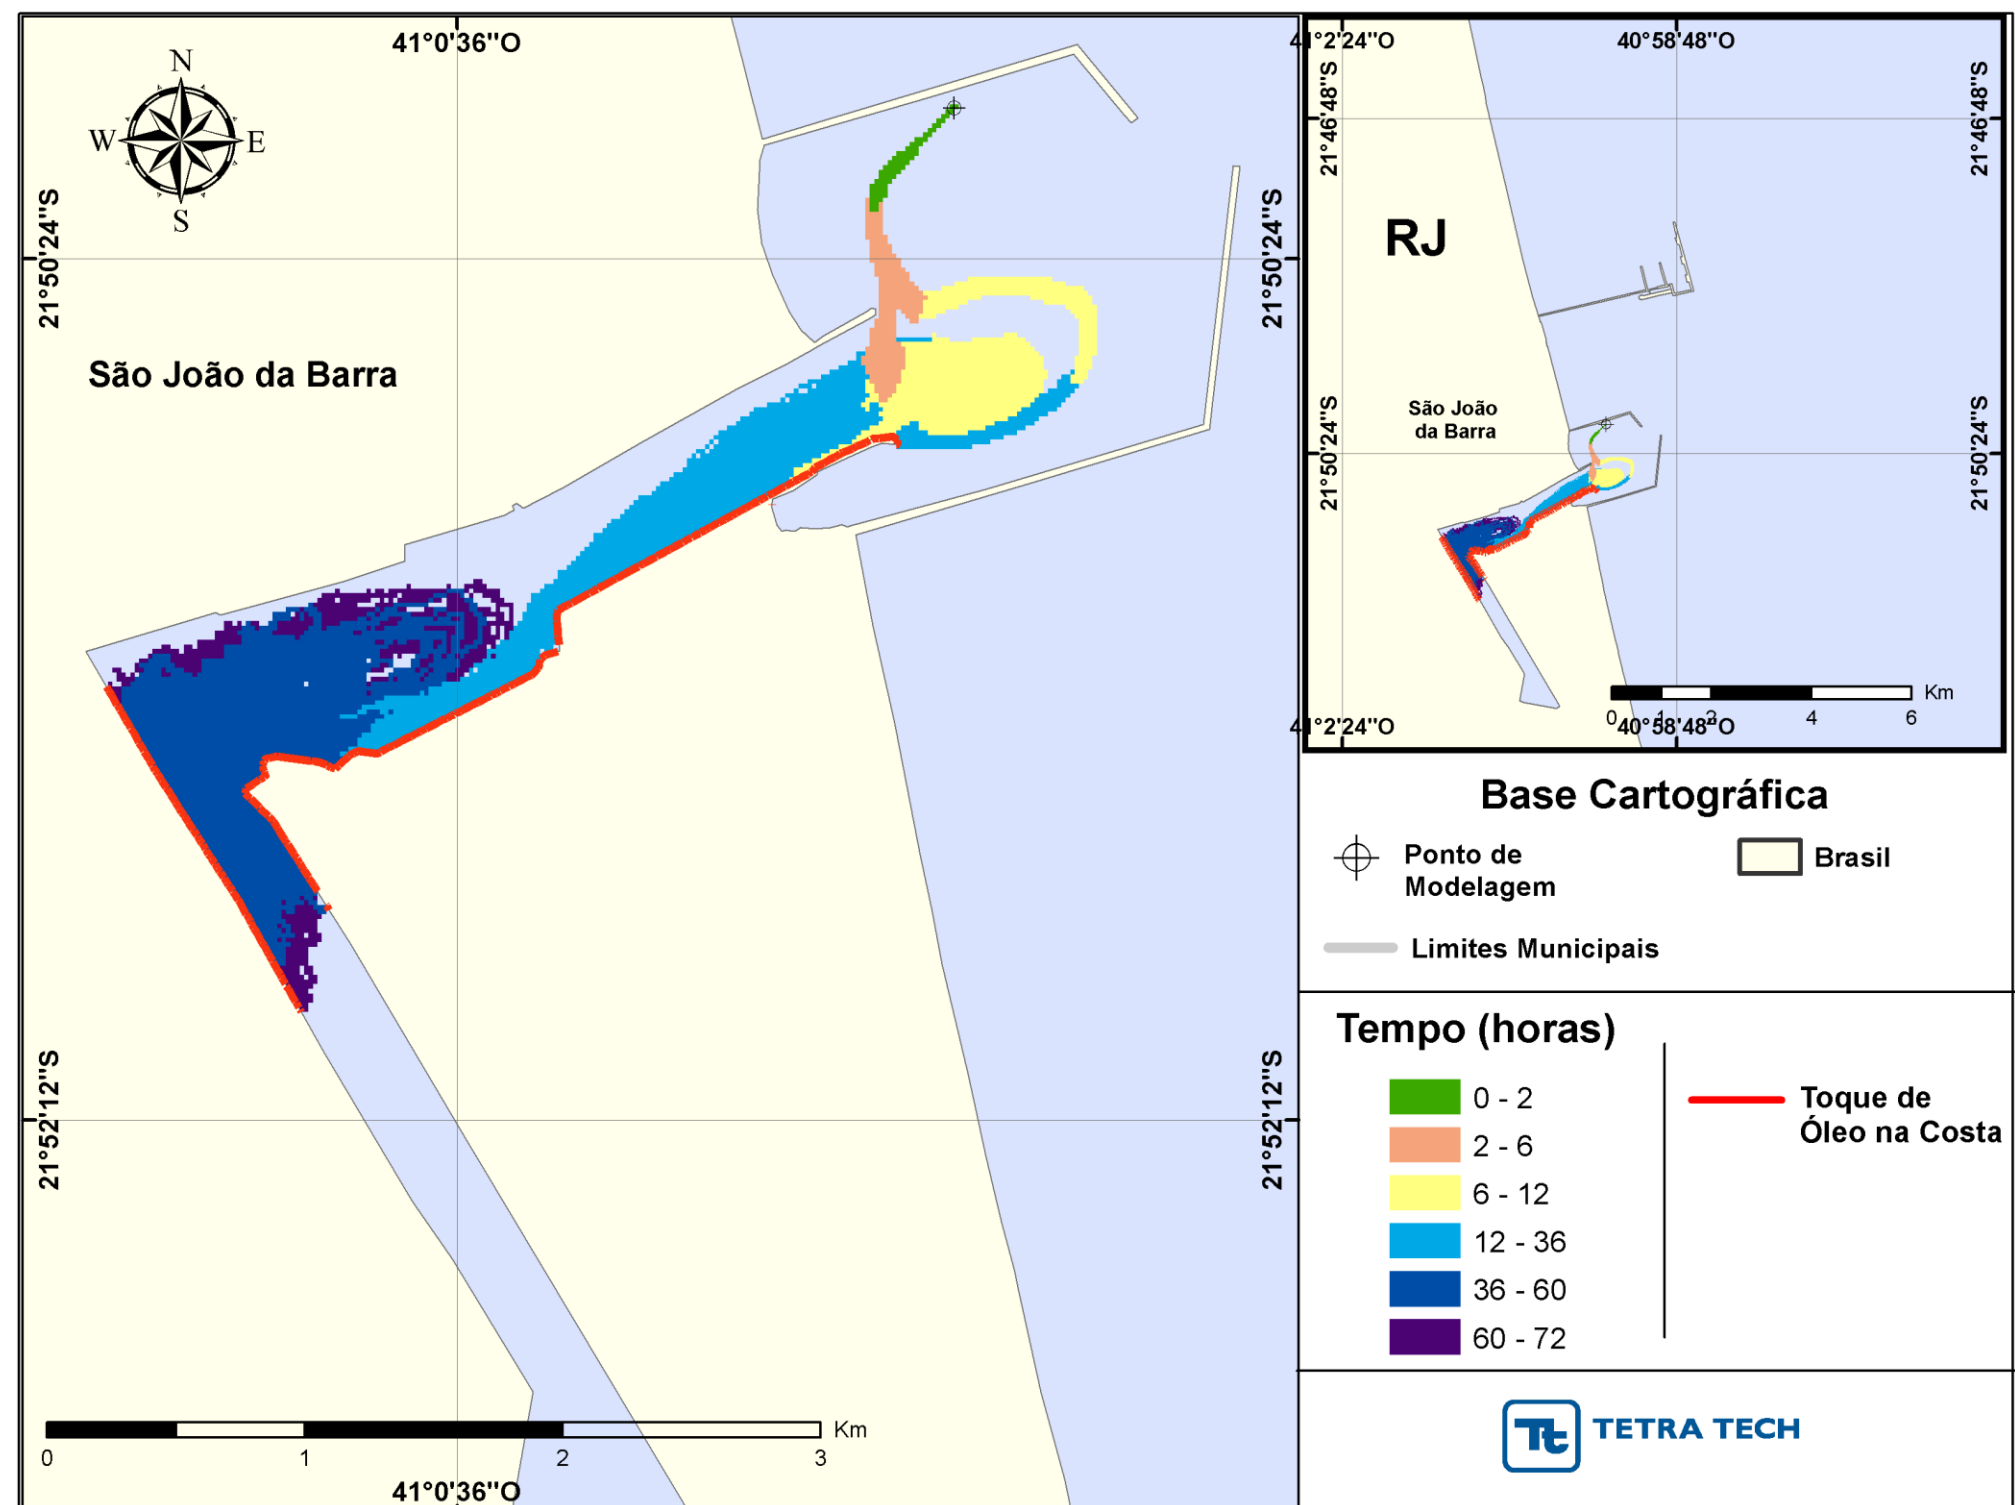 41°0'36"O
N
W
E
S
21°50'24"S
21°50'24"S
São João da Barra
21°52'12"S
21°52'12"S
0
1
2
3
Km
41°0'36"O
41°2'24"O
40°58'48"O
21°46'48"S
21°46'48"S
RJ
São João
da Barra
21°50'24"S
21°50'24"S
Km
0
1
2
4
6
41°2'24"O
40°58'48"O
Base Cartográfica
Ponto de
Modelagem
Brasil
Limites Municipais
Tempo (horas)
0 - 2
2 - 6
6 - 12
12 - 36
36 - 60
60 - 72
Toque de
Óleo na Costa
Tt
TETRA TECH